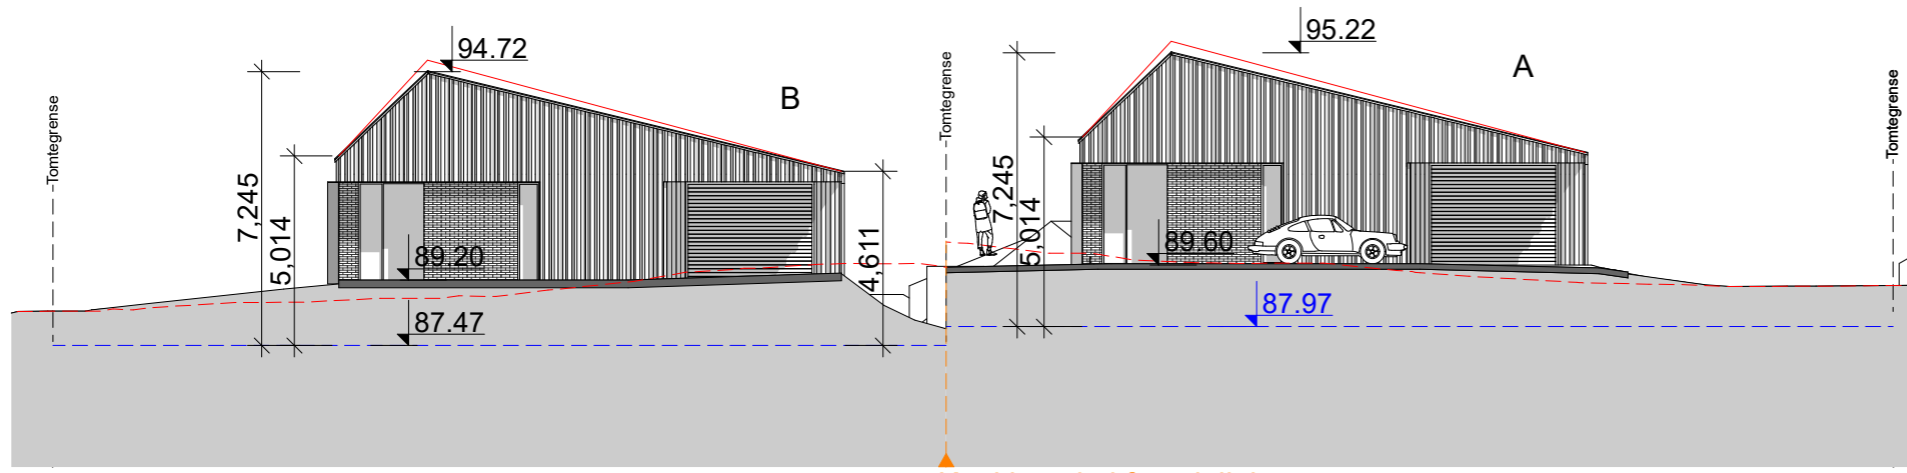 94.72
95.22
B
A
Tomtegrense
Tomtegrense
Tomtegrense
7,245
5,014
4,611
7,245
5,014
89.20
89.60
87.47
87.97